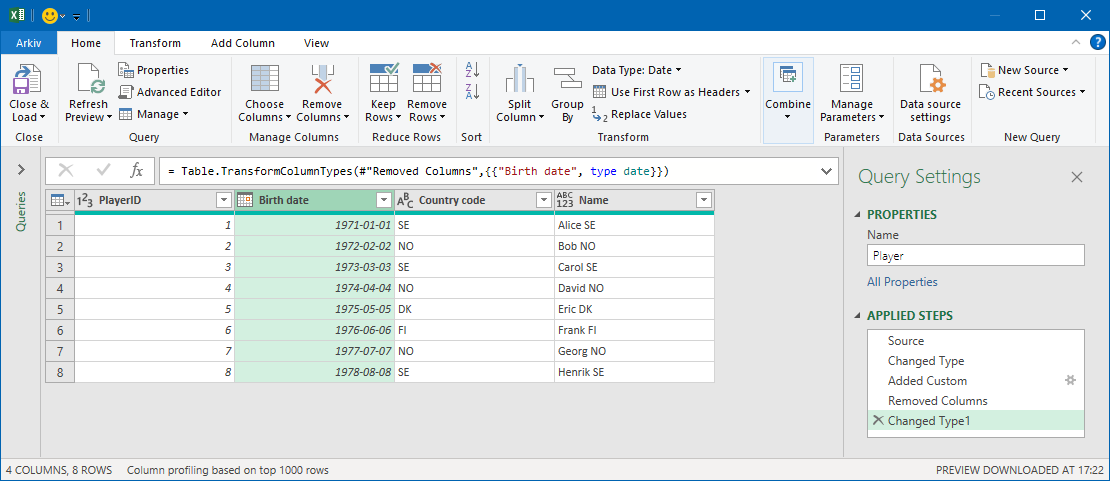 Arkiv Home Transform Add Column View
Close & Load
Close
Refresh Preview
Properties
Advanced Editor
Manage
Query
Choose Columns
Remove Columns
Manage Columns
Keep Rows
Remove Rows
Reduce Rows
A Z
Z A
Sort
Split Column
Group By
Data Type: Date
Use First Row as Headers
1 2 Replace Values
Transform
Combine
Manage Parameters
Parameters
Data source settings
Data Sources
New Source
Recent Sources
New Query
Queries
fx = Table.TransformColumnTypes(#"Removed Columns",{{"Birth date", type date}})
123 PlayerID Birth date ABC Country code ABC 123 Name
1 1 1971-01-01 SE Alice SE
2 2 1972-02-02 NO Bob NO
3 3 1973-03-03 SE Carol SE
4 4 1974-04-04 NO David NO
5 5 1975-05-05 DK Eric DK
6 6 1976-06-06 FI Frank FI
7 7 1977-07-07 NO Georg NO
8 8 1978-08-08 SE Henrik SE
Query Settings
PROPERTIES
Name
Player
All Properties
APPLIED STEPS
Source
Changed Type
Added Custom
Removed Columns
Changed Type1
4 COLUMNS, 8 ROWS Column profiling based on top 1000 rows PREVIEW DOWNLOADED AT 17:22